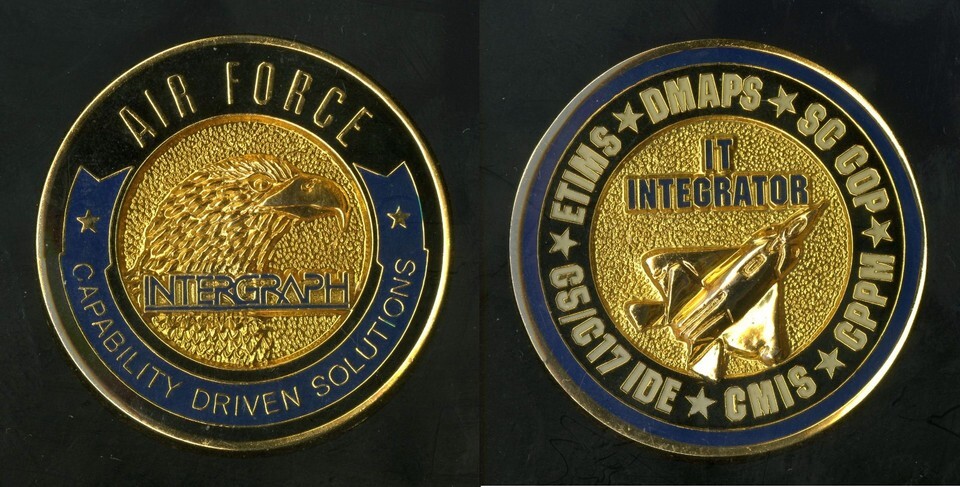 AIR FORCE
INTERGRAPH
CAPABILITY DRIVEN SOLUTIONS
IT
INTEGRATOR
ETIMS ★ DMAPS ★ SC COP ★ CPPM ★ CMIS ★ C5/C17 IDE ★